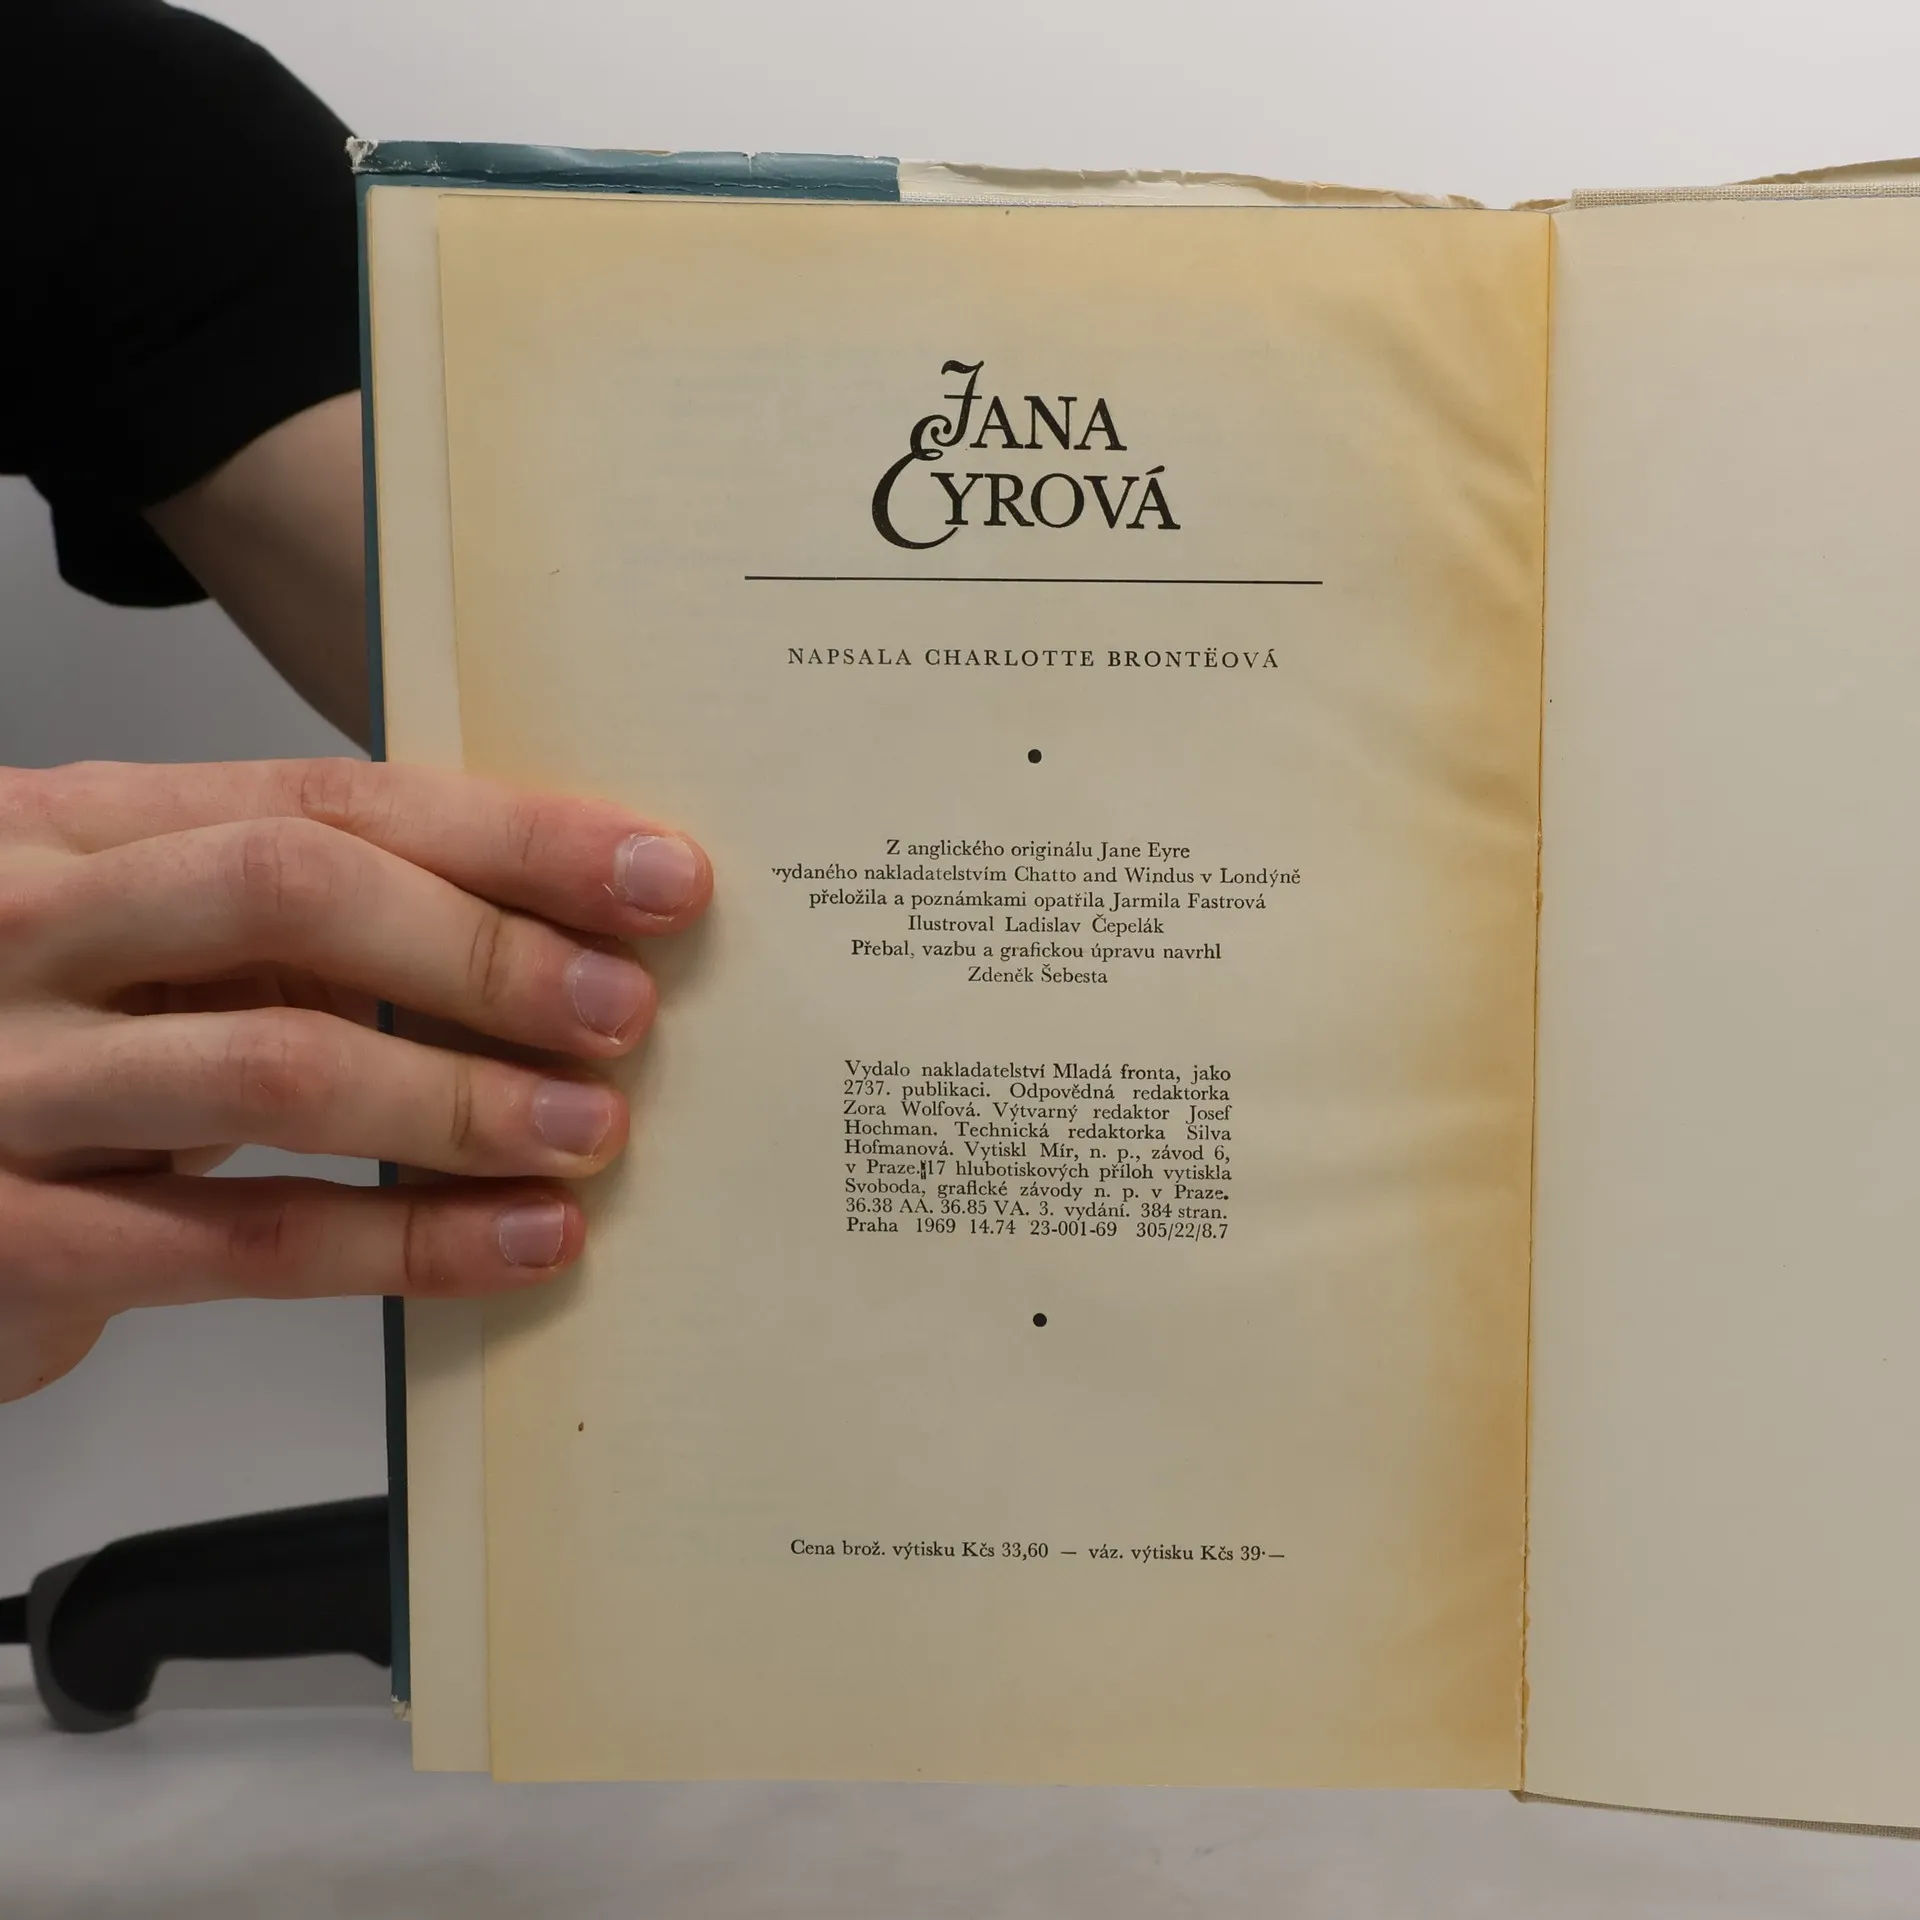 JANA
EYROVÁ
NAPSALA CHARLOTTE BRONTËOVÁ
Z anglického originálu Jane Eyre
vydaného nakladatelstvím Chatto and Windus v Londýně
přeložila a poznámkami opatřila Jarmila Fastrová
Ilustroval Ladislav Čepelák
Přebal, vazbu a grafickou úpravu navrhl
Zdeněk Šebesta
Vydalo nakladatelství Mladá fronta, jako
2737. publikaci. Odpovědná redaktorka
Zora Wolfová. Výtvarný redaktor Josef
Hochman. Technická redaktorka Silva
Hofmanová. Vytiskl Mír, n. p., závod 6,
v Praze. 17 hlubotiskových příloh vytiskla
Svoboda, grafické závody n. p. v Praze.
36.38 AA. 36.85 VA. 3. vydání. 384 stran.
Praha 1969 14.74 23-001-69 305/22/8.7
Cena brož. výtisku Kčs 33,60 — váz. výtisku Kčs 39·—